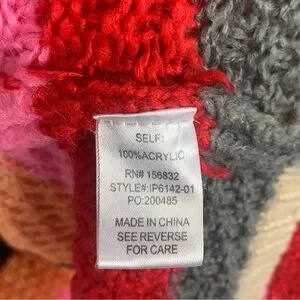 SELF:
100%ACRYLIC
RN# 156832
STYLE#:IP6142-01
PO:200485
MADE IN CHINA
SEE REVERSE
FOR CARE